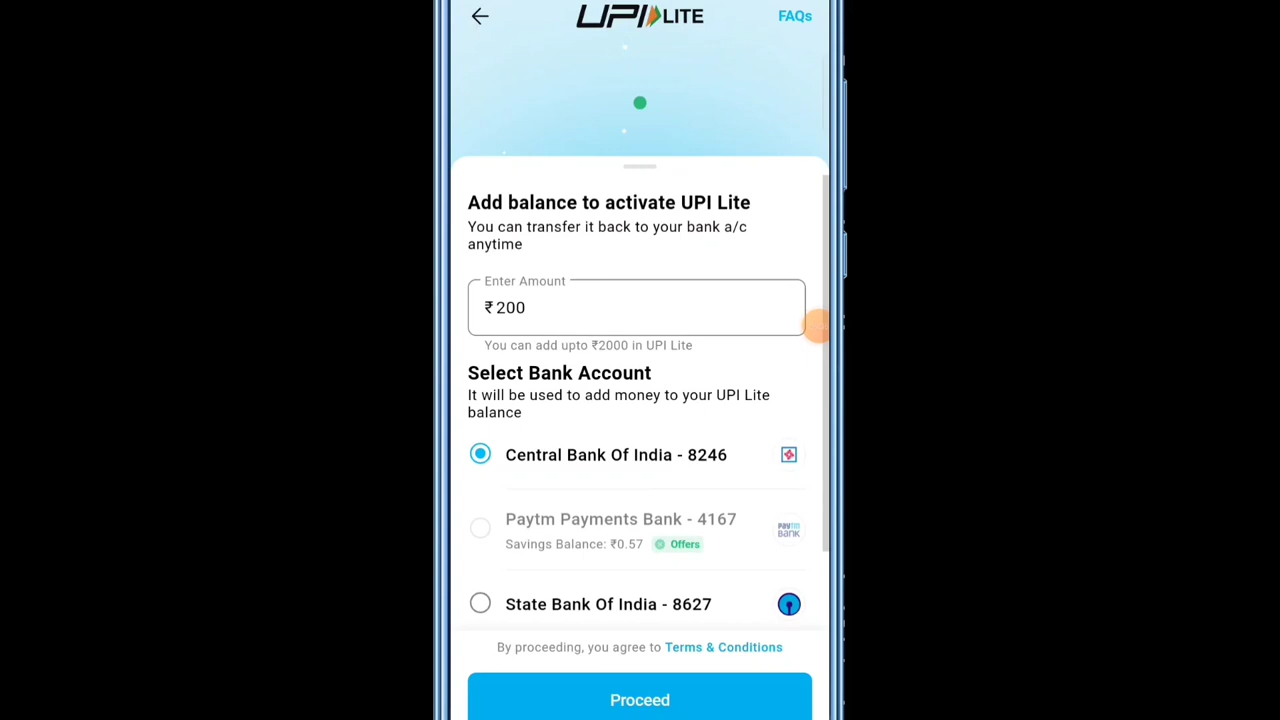 UPI LITE
FAQs
Add balance to activate UPI Lite
You can transfer it back to your bank a/c
anytime
Enter Amount
₹200
You can add upto ₹2000 in UPI Lite
Select Bank Account
It will be used to add money to your UPI Lite
balance
Central Bank Of India - 8246
Paytm Payments Bank - 4167
paytm
BANK
Savings Balance: ₹0.57
Offers
State Bank Of India - 8627
By proceeding, you agree to Terms & Conditions
Proceed